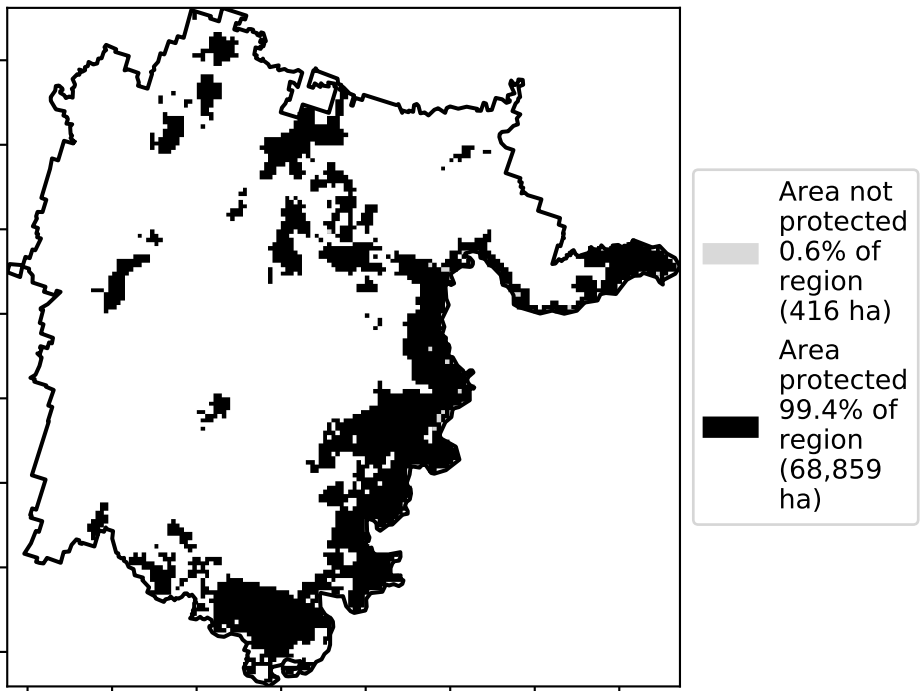 Area not
protected
0.6% of
region
(416 ha)
Area
protected
99.4% of
region
(68,859
ha)